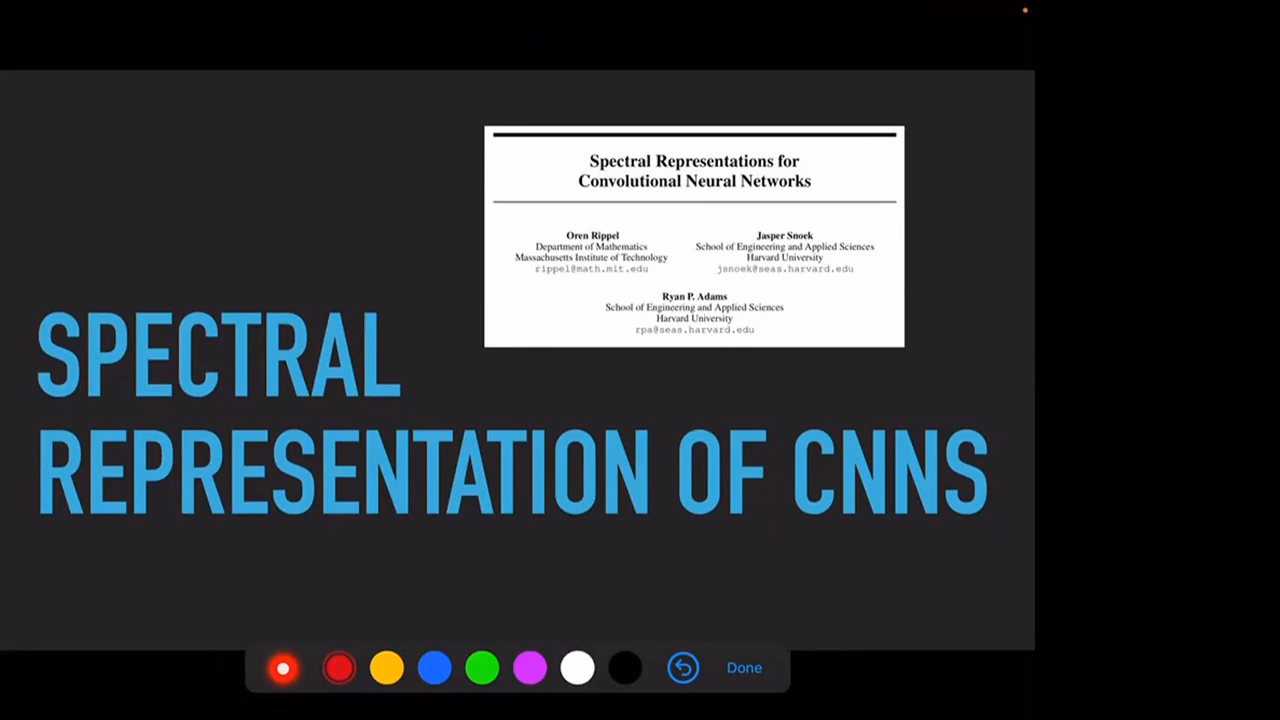 Spectral Representations for
Convolutional Neural Networks
Oren Rippel
Department of Mathematics
Massachusetts Institute of Technology
rippel@math.mit.edu
Jasper Snoek
School of Engineering and Applied Sciences
Harvard University
jsnoek@seas.harvard.edu
Ryan P. Adams
School of Engineering and Applied Sciences
Harvard University
rpa@seas.harvard.edu
SPECTRAL
REPRESENTATION OF CNNS
Done